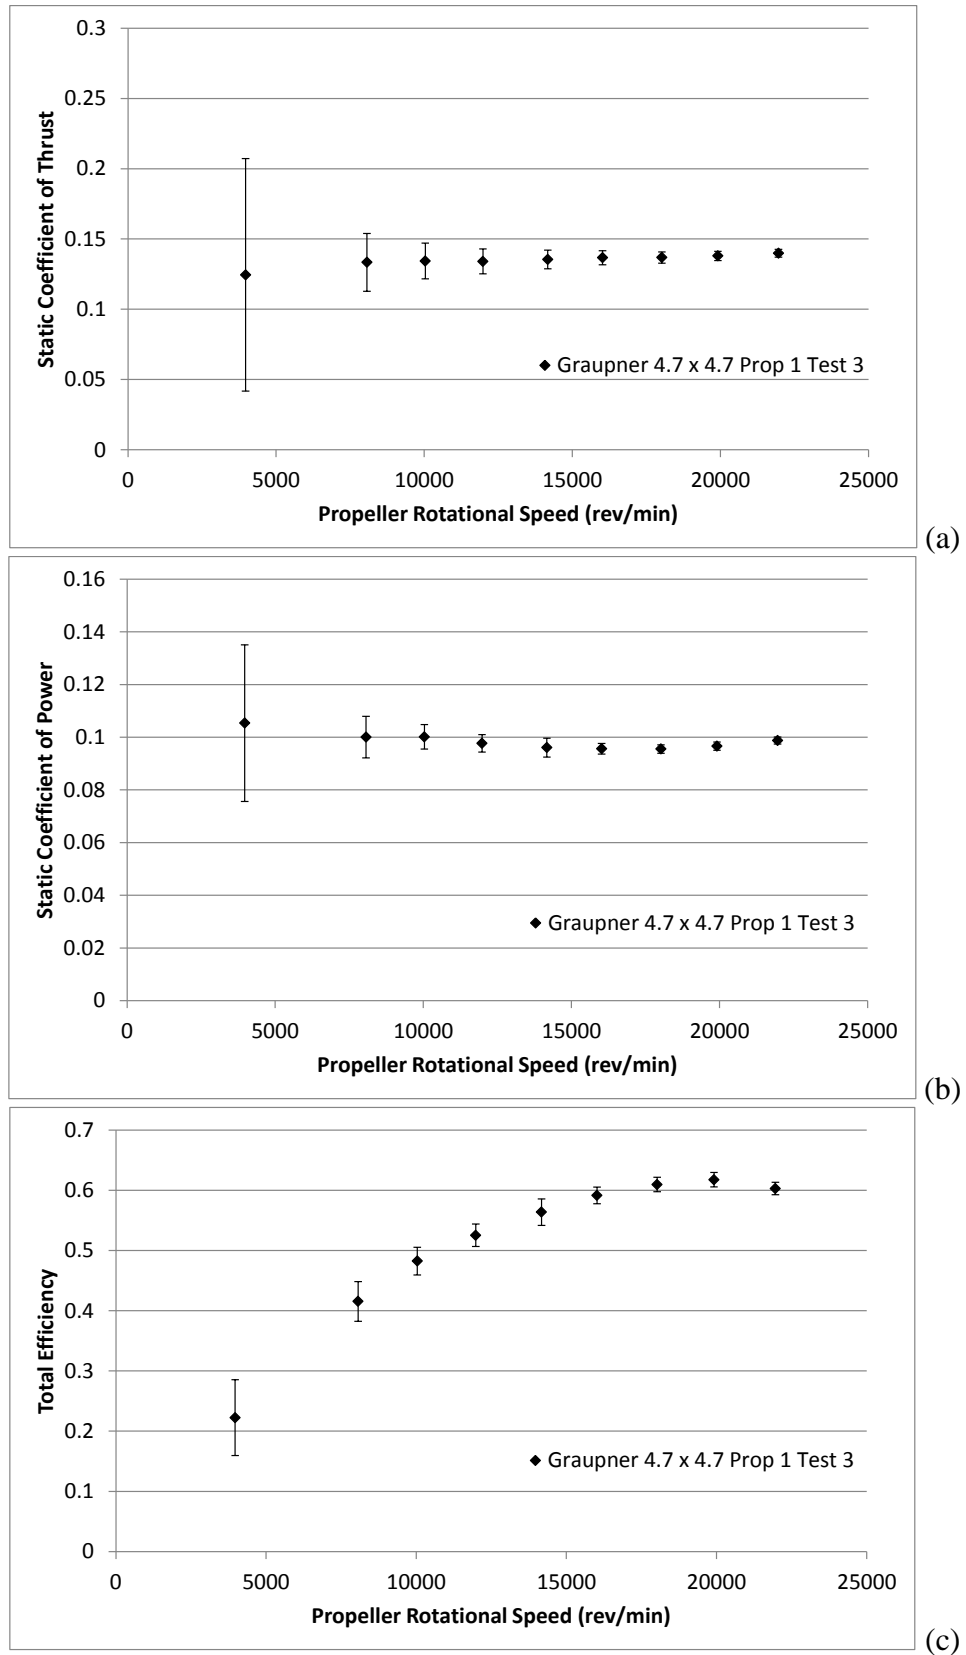 0.3
0.25
0.2
0.15
0.1
0.05
0
Static Coefficient of Thrust
Graupner 4.7 x 4.7 Prop 1 Test 3
0 5000 10000 15000 20000 25000
Propeller Rotational Speed (rev/min)
(a)
0.16
0.14
0.12
0.1
0.08
0.06
0.04
0.02
0
Static Coefficient of Power
Graupner 4.7 x 4.7 Prop 1 Test 3
0 5000 10000 15000 20000 25000
Propeller Rotational Speed (rev/min)
(b)
0.7
0.6
0.5
0.4
0.3
0.2
0.1
0
Total Efficiency
Graupner 4.7 x 4.7 Prop 1 Test 3
0 5000 10000 15000 20000 25000
Propeller Rotational Speed (rev/min)
(c)